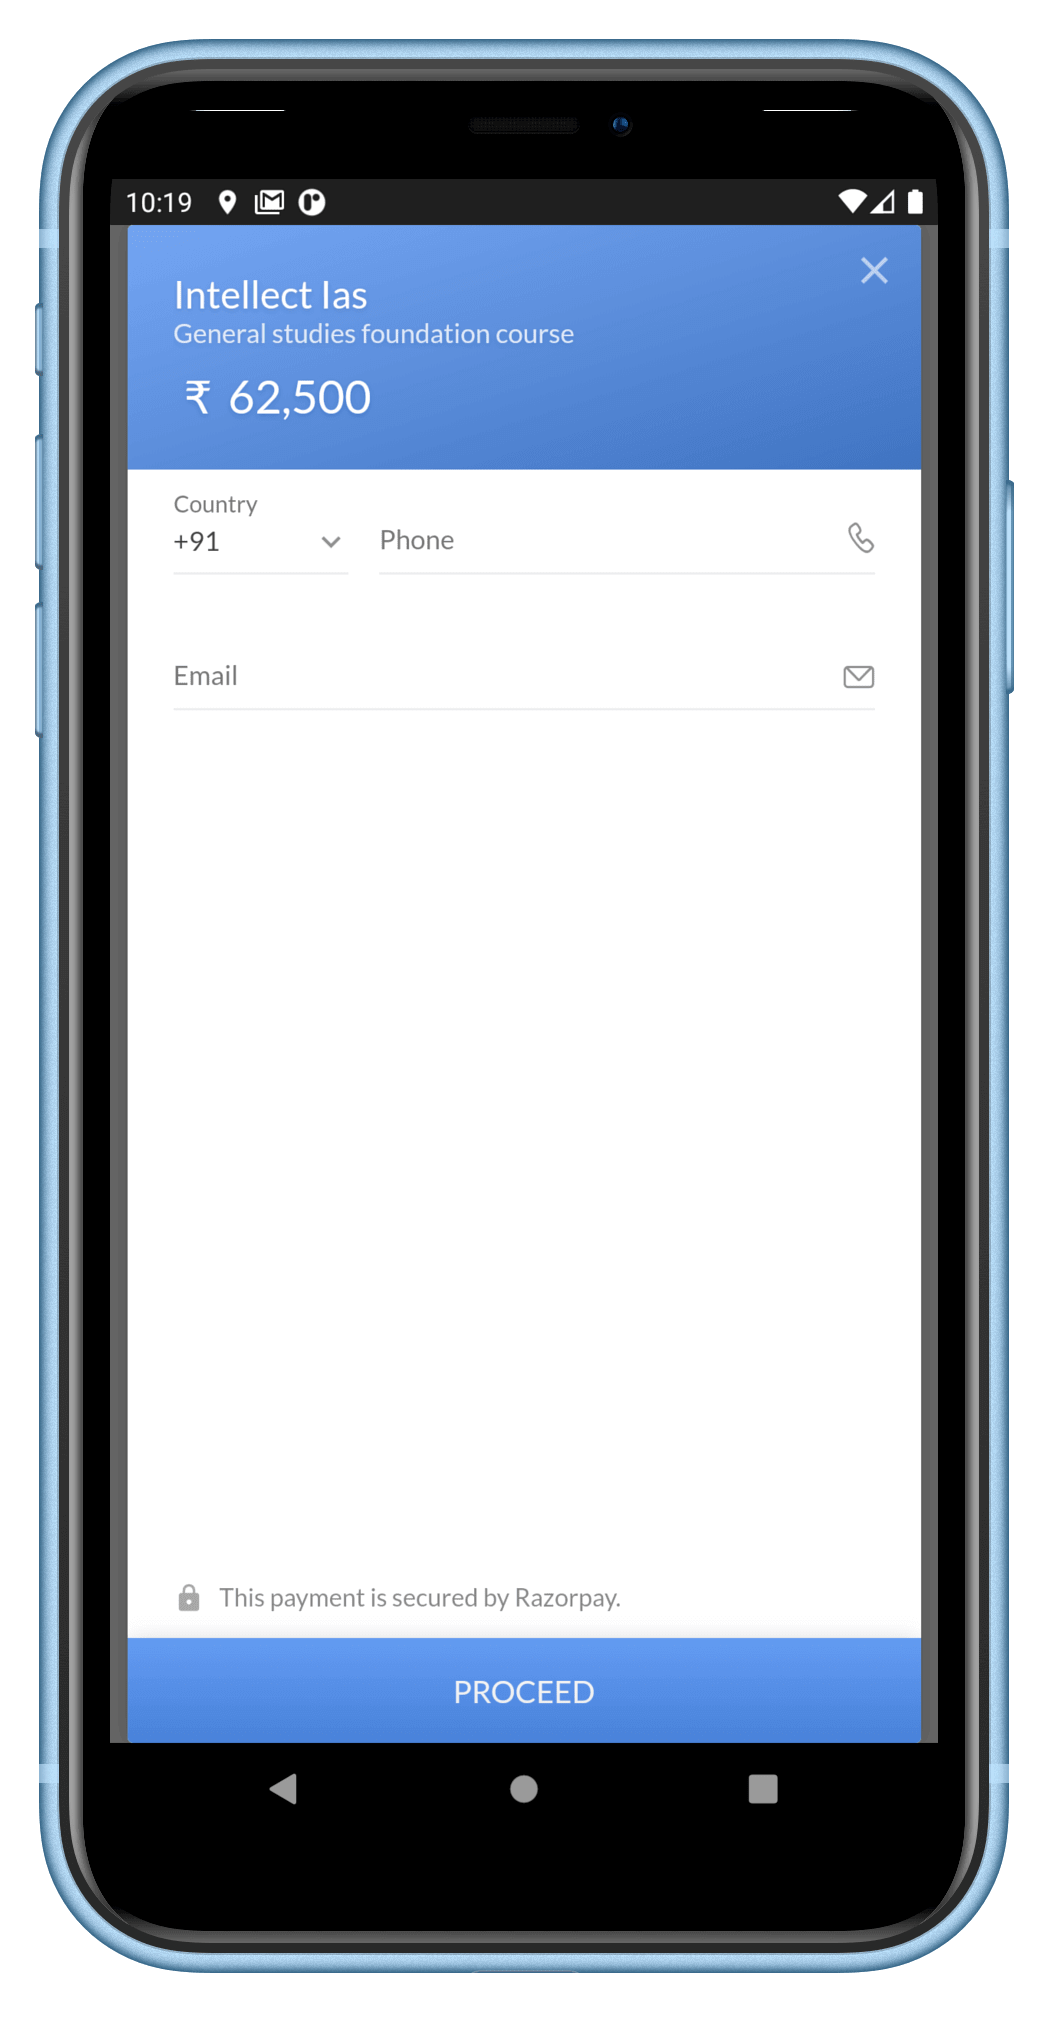 10:19
Intellect Ias
General studies foundation course
₹ 62,500
Country
+91
Phone
Email
This payment is secured by Razorpay.
PROCEED